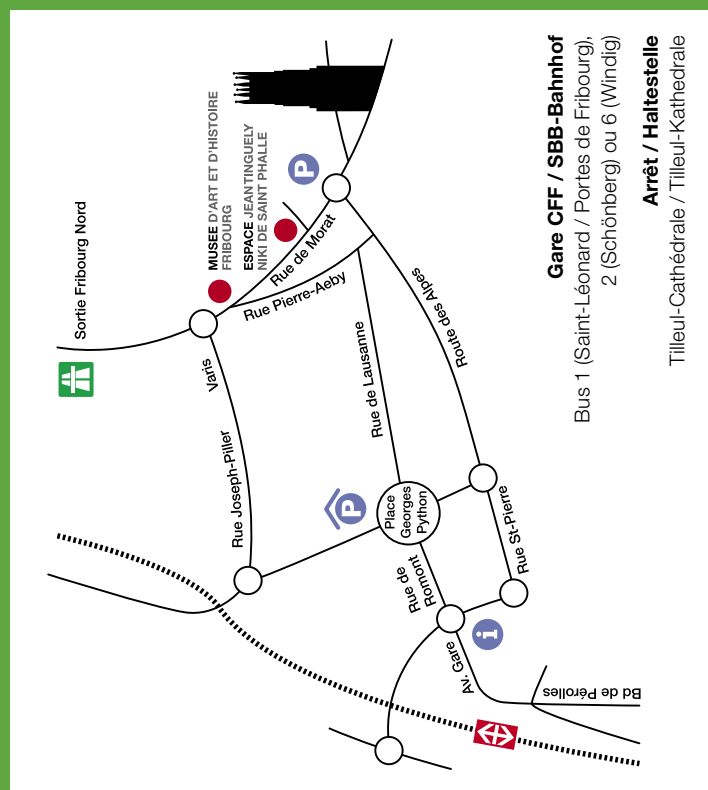 Gare CFF / SBB-Bahnhof
Bus 1 (Saint-Léonard / Portes de Fribourg),
2 (Schönberg) ou 6 (Windig)
Arrêt / Haltestelle
Tilleul-Cathédrale / Tilleul-Kathedrale
Sortie Fribourg Nord
MUSEE D'ART ET D'HISTOIRE
FRIBOURG
ESPACE JEAN TINGUELY
NIKI DE SAINT PHALLE
P
Rue de Morat
Rue Pierre-Aeby
Varis
Rue de Lausanne
Route des Alpes
Rue Joseph-Piller
P
Place
Georges
Python
Rue St-Pierre
Rue de
Romont
i
Av. Gare
Bd de Pérolles